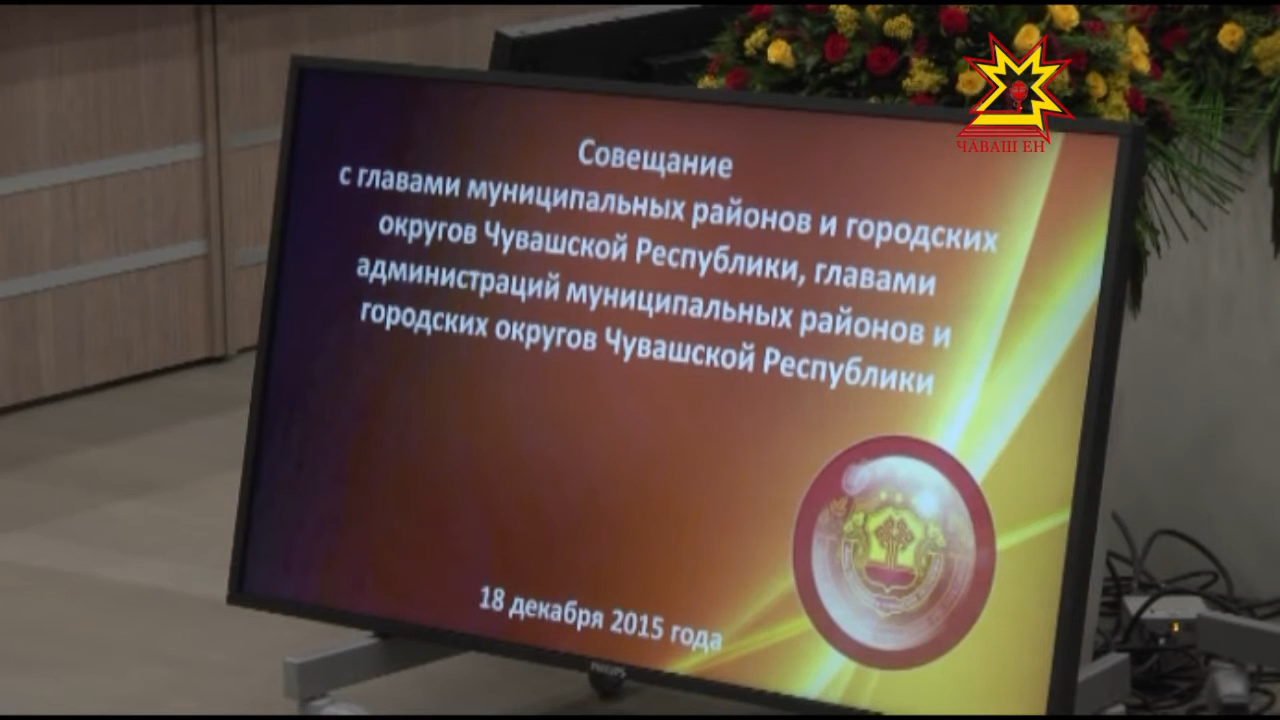 ЧӐВАШ ЕН
Совещание
с главами муниципальных районов и городских
округов Чувашской Республики, главами
администраций муниципальных районов и
городских округов Чувашской Республики
18 декабря 2015 года
PHILIPS